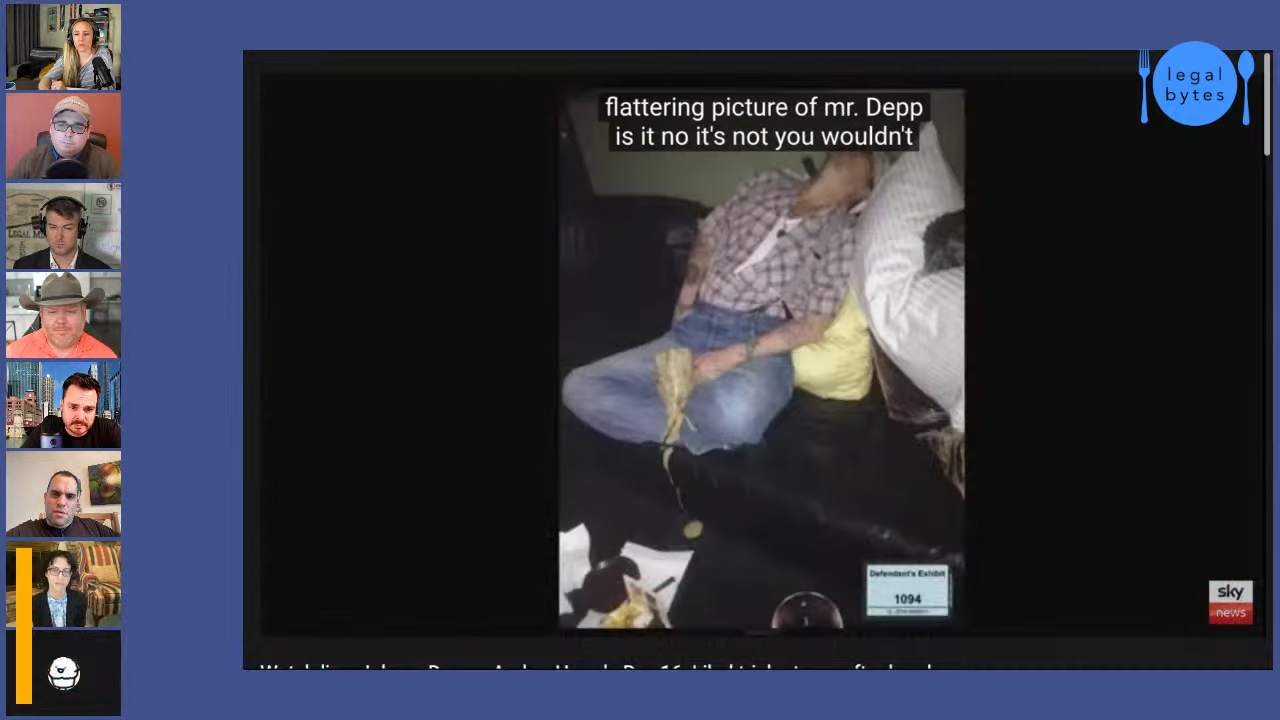 legal
bytes
flattering picture of mr. Depp
is it no it's not you wouldn't
LEGAL
Defendant's Exhibit
1094
sky
news